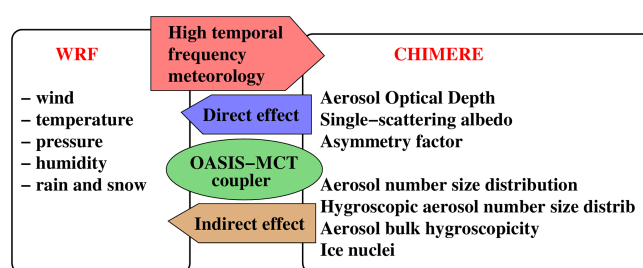 WRF
– wind
– temperature
– pressure
– humidity
– rain and snow
High temporal
frequency
meteorology
Direct effect
OASIS–MCT
coupler
Indirect effect
CHIMERE
Aerosol Optical Depth
Single–scattering albedo
Asymmetry factor
Aerosol number size distribution
Hygroscopic aerosol number size distrib
Aerosol bulk hygroscopicity
Ice nuclei